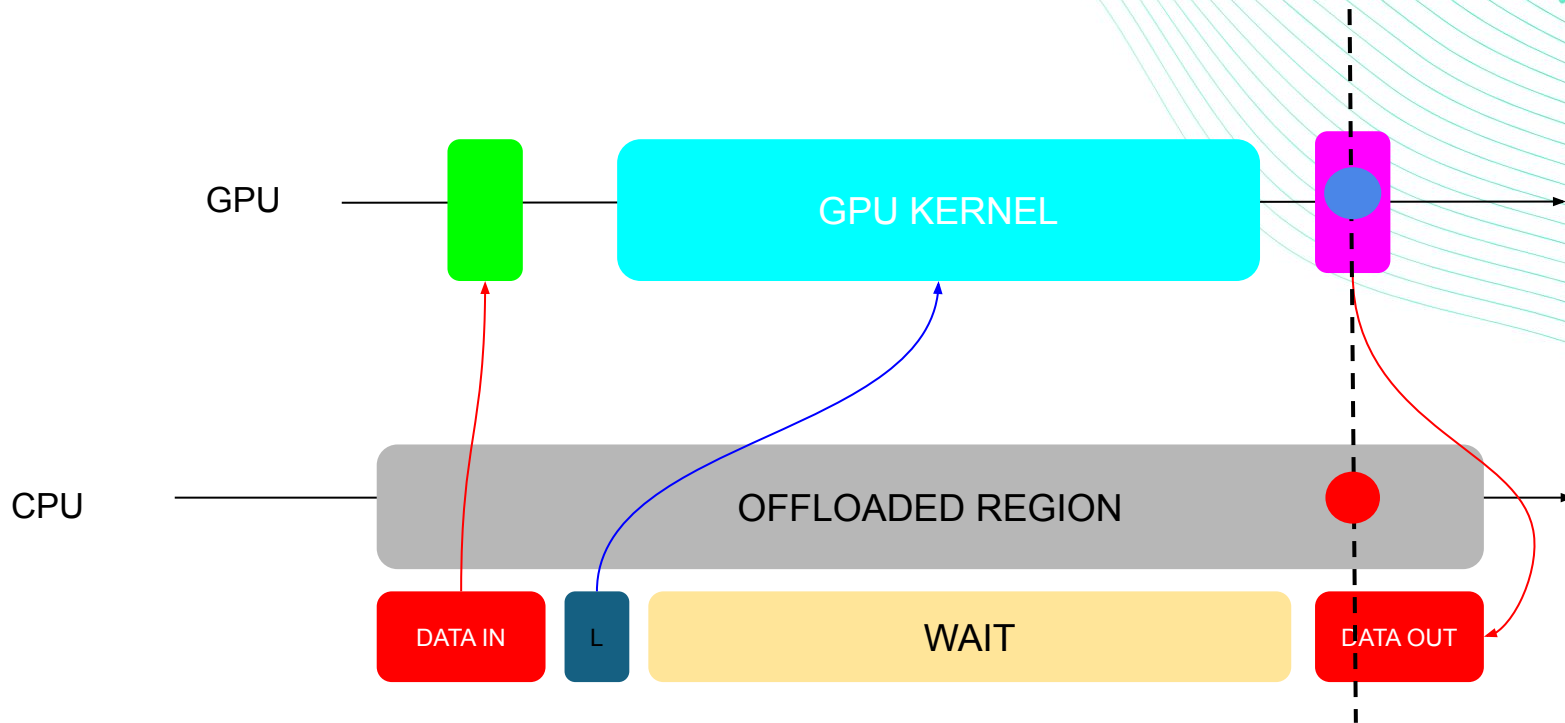 GPU
GPU KERNEL
CPU
OFFLOADED REGION
DATA IN
L
WAIT
DATA OUT